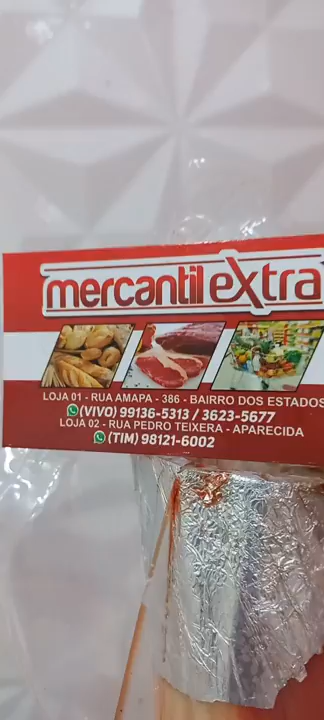 mercantil extra
LOJA 01 - RUA AMAPA - 386 - BAIRRO DOS ESTADOS
(VIVO) 99136-5313 / 3623-5677
LOJA 02 - RUA PEDRO TEIXERA - APARECIDA
(TIM) 98121-6002